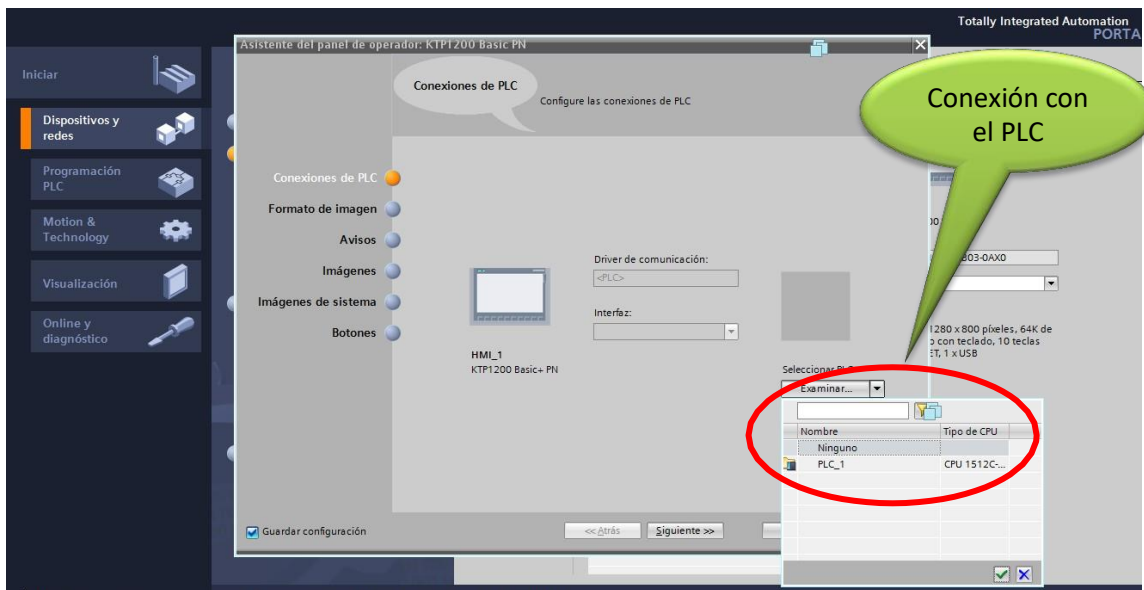 Totally Integrated Automation
PORTA
Asistente del panel de operador: KTP1200 Basic PN
Iniciar
Dispositivos y
redes
Programación
PLC
Motion &
Technology
Visualización
Online y
diagnóstico
Conexiones de PLC
Configure las conexiones de PLC
Conexión con
el PLC
Conexiones de PLC
Formato de imagen
Avisos
Imágenes
Imágenes de sistema
Botones
Driver de comunicación:
<PLC>
Interfaz:
HMI_1
KTP1200 Basic+ PN
03-0AX0
1280 x 800 píxeles, 64K de
con teclado, 10 teclas
ET, 1 x USB
Seleccionar PLC
Examinar...
Nombre
Tipo de CPU
Ninguno
PLC_1
CPU 1512C-...
Guardar configuración
<< Atrás
Siguiente >>